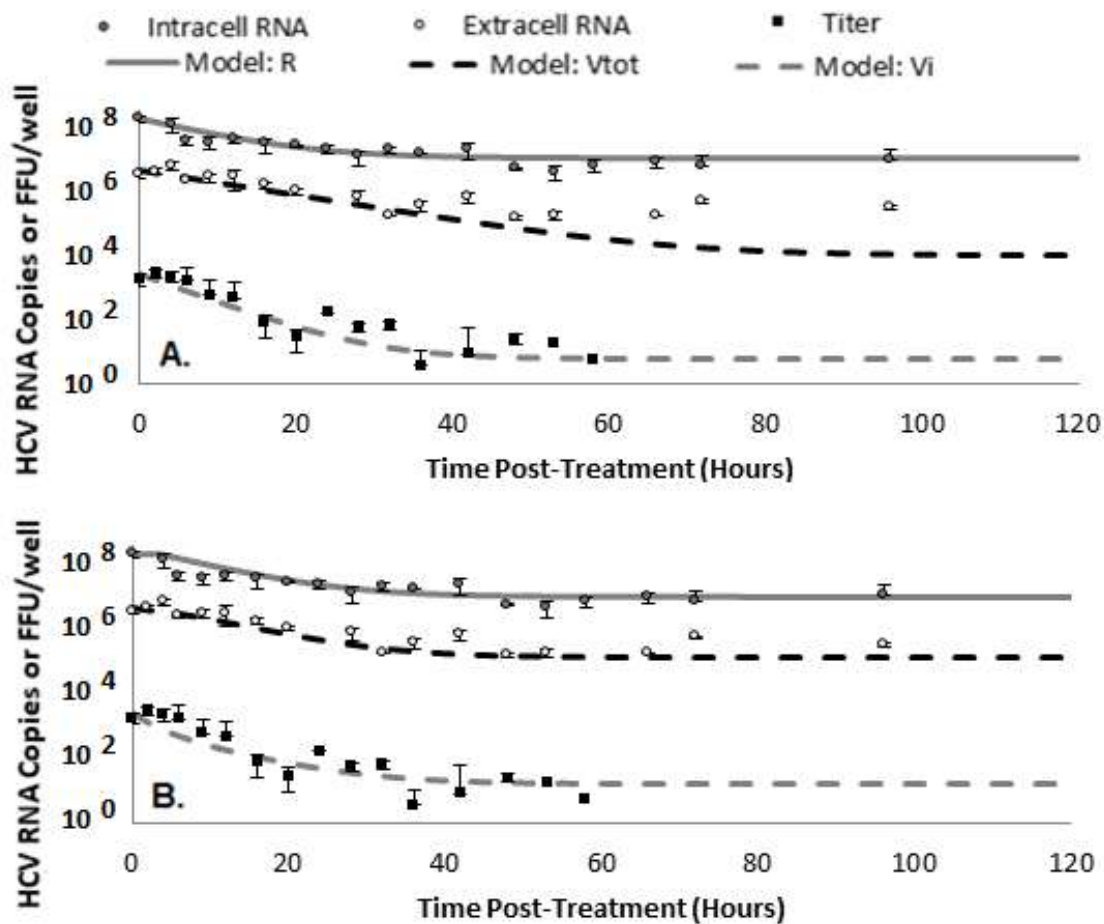 Intracell RNA Extracell RNA Titer
Model: R Model: Vtot Model: Vi
HCV RNA Copies or FFU/well
10 8
10 6
10 4
10 2
10 0
A.
0 20 40 60 80 100 120
Time Post-Treatment (Hours)
HCV RNA Copies or FFU/well
10 8
10 6
10 4
10 2
10 0
B.
0 20 40 60 80 100 120
Time Post-Treatment (Hours)